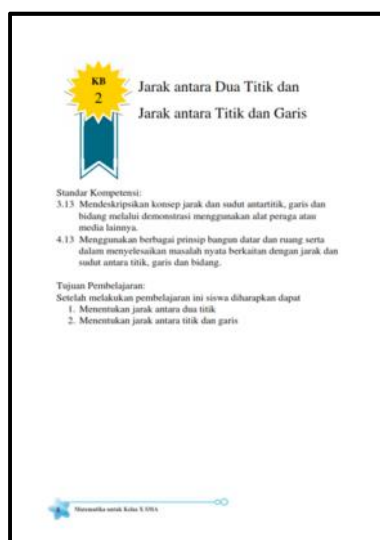 KB
2
Jarak antara Dua Titik dan
Jarak antara Titik dan Garis
Standar Kompetensi:
3.13 Mendeskripsikan konsep jarak dan sudut antartitik, garis dan
bidang melalui demonstrasi menggunakan alat peraga atau
media lainnya.
4.13 Menggunakan berbagai prinsip bangun datar dan ruang serta
dalam menyelesaikan masalah nyata berkaitan dengan jarak dan
sudut antara titik, garis dan bidang.
Tujuan Pembelajaran:
Setelah melakukan pembelajaran ini siswa diharapkan dapat
1. Menentukan jarak antara dua titik
2. Menentukan jarak antara titik dan garis
Matematika untuk Kelas X SMA